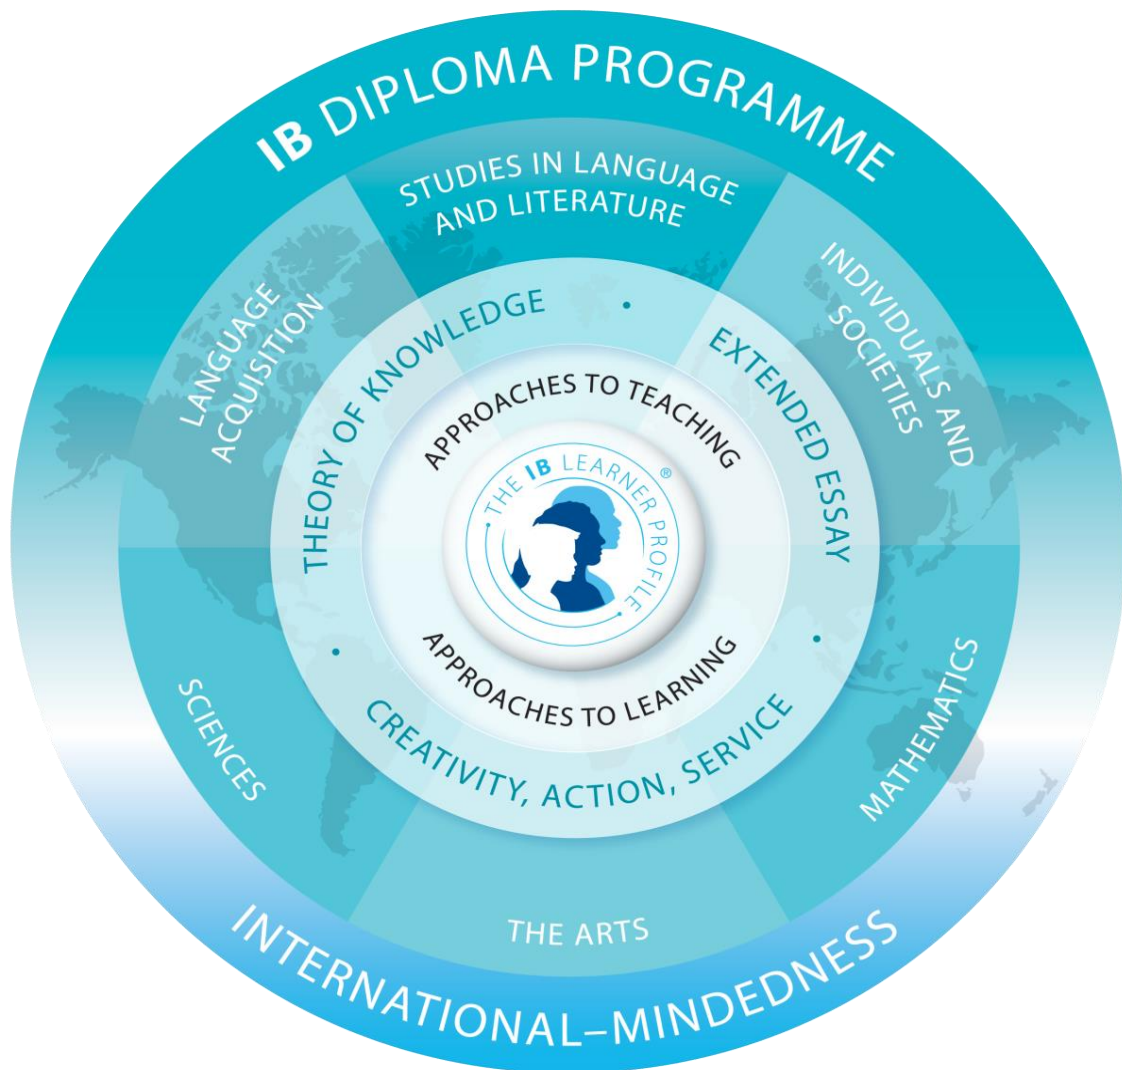 IB DIPLOMA PROGRAMME
STUDIES IN LANGUAGE
AND LITERATURE
LANGUAGE
ACQUISITION
INDIVIDUALS AND
SOCIETIES
THEORY OF KNOWLEDGE
·
EXTENDED ESSAY
·
APPROACHES TO TEACHING
THE IB LEARNER PROFILE ®
APPROACHES TO LEARNING
·
CREATIVITY, ACTION, SERVICE
SCIENCES
MATHEMATICS
THE ARTS
INTERNATIONAL–MINDEDNESS